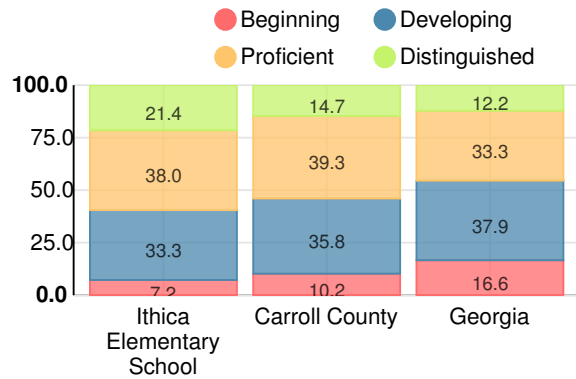 Beginning Developing
Proficient Distinguished
100.0
75.0
50.0
25.0
0.0
21.4 14.7 12.2
38.0 39.3 33.3
33.3 35.8 37.9
7.2 10.2 16.6
Ithica
Elementary
School
Carroll County
Georgia